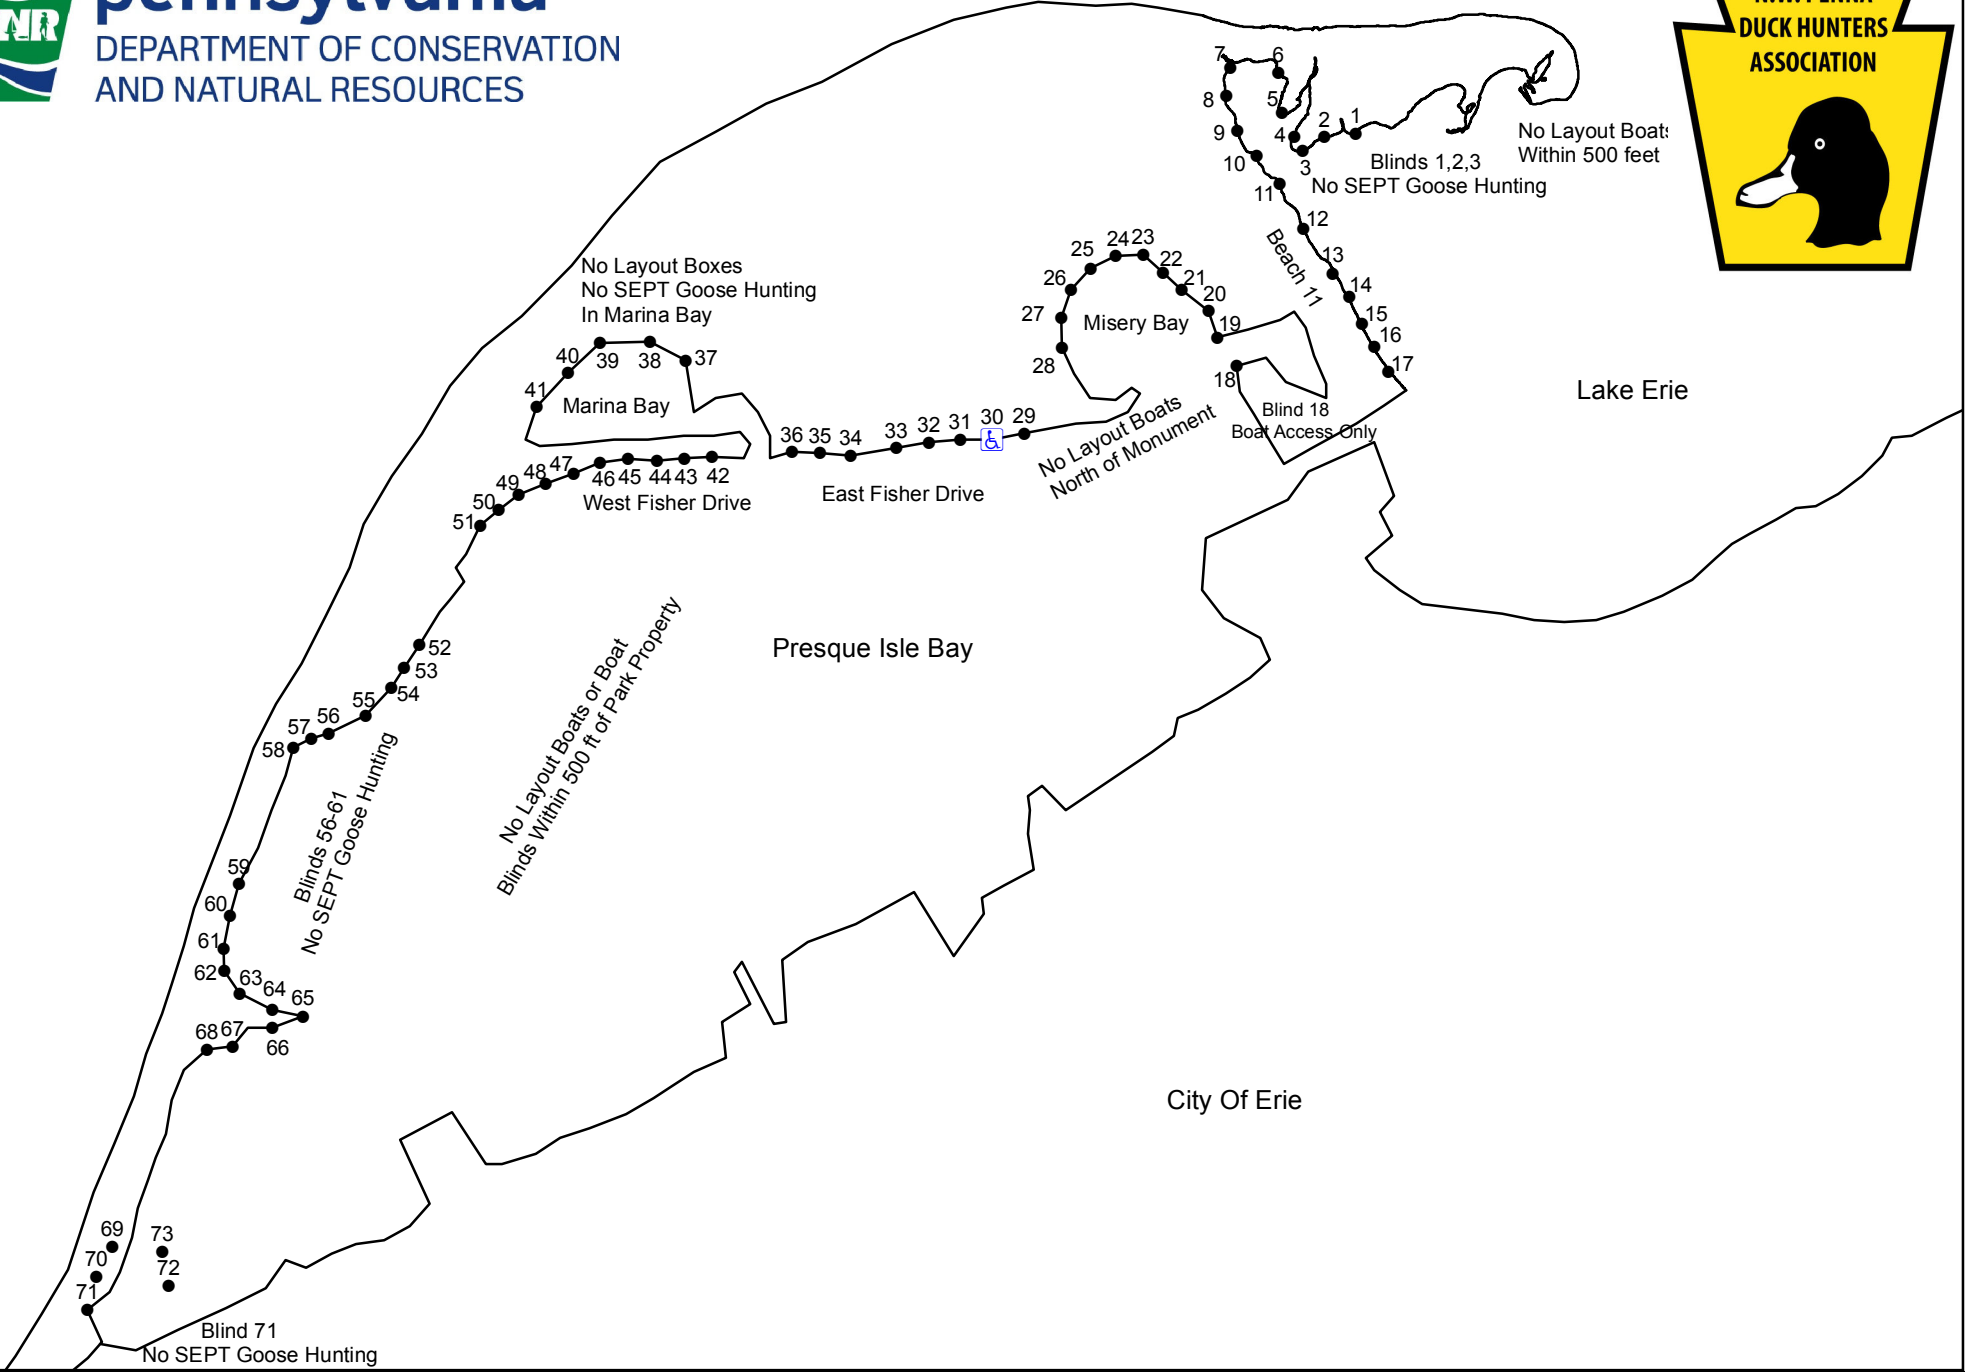 DEPARTMENT OF CONSERVATION
AND NATURAL RESOURCES
DUCK HUNTERS
ASSOCIATION
7
6
8
5
9
4
2
1
10
3
11
Blinds 1,2,3
No SEPT Goose Hunting
No Layout Boats
Within 500 feet
12
13
14
15
16
17
Beach 11
No Layout Boxes
No SEPT Goose Hunting
In Marina Bay
25
24
23
22
26
21
20
27
Misery Bay
19
28
18
Blind 18
Boat Access Only
Lake Erie
40
39
38
37
41
Marina Bay
36
35
34
33
32
31
30
29
No Layout Boats
North of Monument
51
50
49
48
47
46
45
44
43
42
West Fisher Drive
East Fisher Drive
52
53
54
55
56
57
58
No Layout Boats or Boat
Blinds Within 500 ft of Park Property
Presque Isle Bay
Blinds 56-61
No SEPT Goose Hunting
59
60
61
62
63
64
65
68
67
66
City Of Erie
69
73
70
72
71
Blind 71
No SEPT Goose Hunting